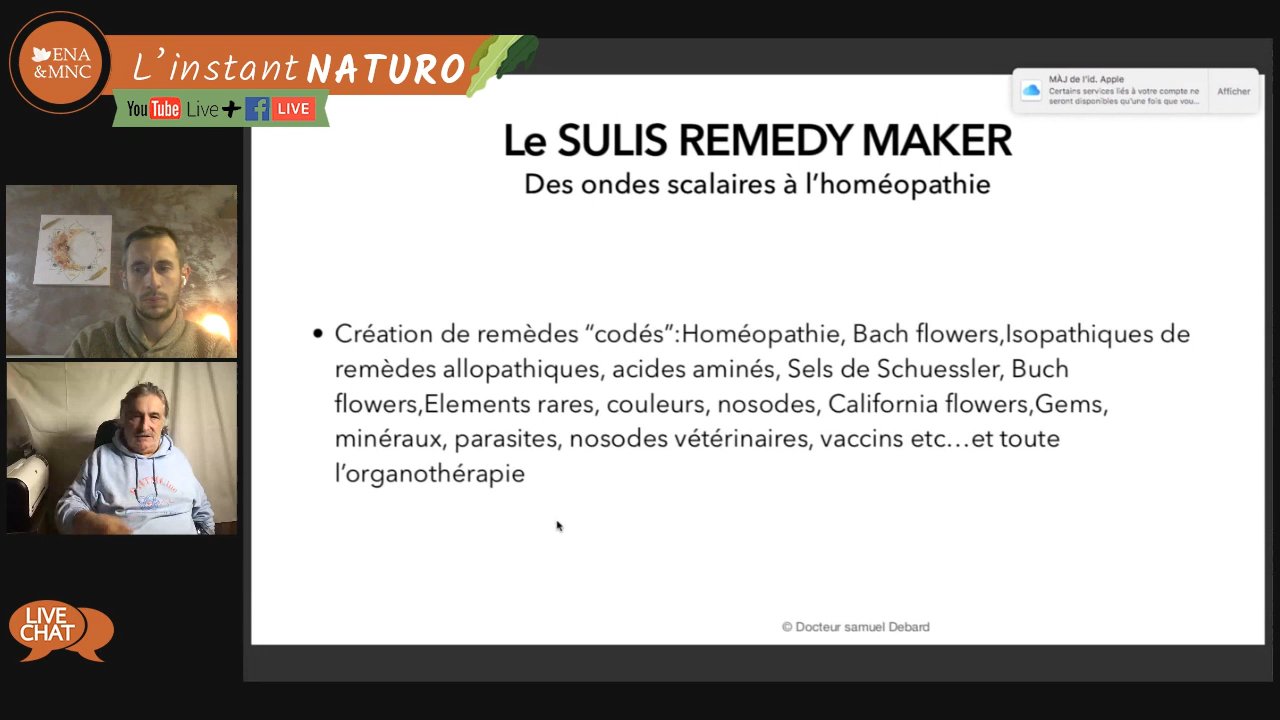 ENA
&MNC
L'instant NATURO
YouTube Live + f LIVE
MÀJ de l'id. Apple
Certains services liés à votre compte ne
seront disponibles qu'une fois que vou...
Afficher
Le SULIS REMEDY MAKER
Des ondes scalaires à l'homéopathie
• Création de remèdes “codés”:Homéopathie, Bach flowers,Isopathiques de
remèdes allopathiques, acides aminés, Sels de Schuessler, Buch
flowers,Elements rares, couleurs, nosodes, California flowers,Gems,
minéraux, parasites, nosodes vétérinaires, vaccins etc...et toute
l'organothérapie
LIVE
CHAT
© Docteur samuel Debard